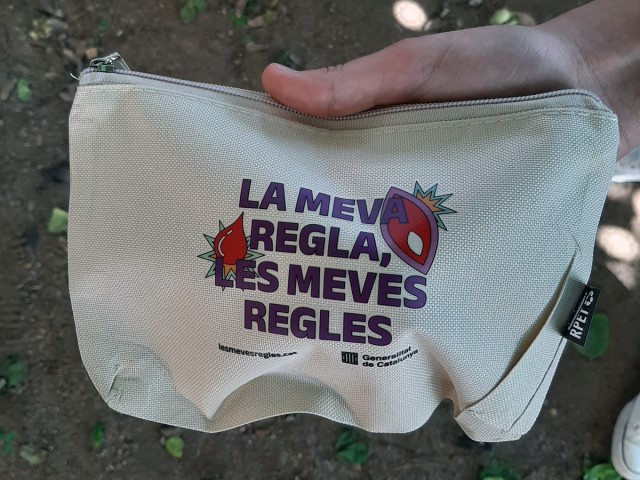 LA MEVA
REGLA,
LES MEVES
REGLES
lesmevesregles.cat
Generalitat
de Catalunya
RPET